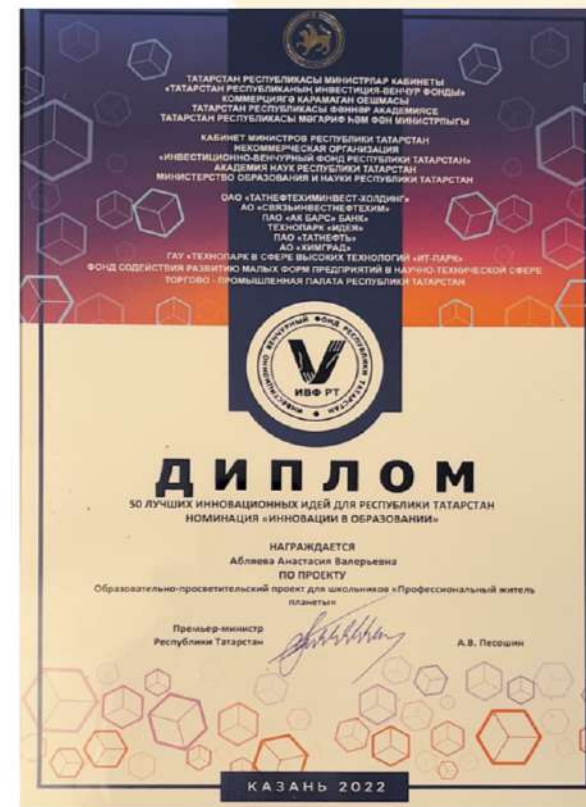 ТАТАРСТАН РЕСПУБЛИКАСЫ МИНИСТРЛАР КАБИНЕТЫ
«ТАТАРСТАН РЕСПУБЛИКАНЫҢ ИНВЕСТИЦИЯ-ВЕНЧУР ФОНДЫ»
КОММЕРЦИЯГӘ КАРАМАГАН ОЕШМАСЫ
ТАТАРСТАН РЕСПУБЛИКАСЫ ФӘННӘР АКАДЕМИЯСЕ
ТАТАРСТАН РЕСПУБЛИКАСЫ МӘГАРИФ ҺӘМ ФӘН МИНИСТРЛЫГЫ
КАБИНЕТ МИНИСТРОВ РЕСПУБЛИКИ ТАТАРСТАН
НЕКОММЕРЧЕСКАЯ ОРГАНИЗАЦИЯ
«ИНВЕСТИЦИОННО-ВЕНЧУРНЫЙ ФОНД РЕСПУБЛИКИ ТАТАРСТАН»
АКАДЕМИЯ НАУК РЕСПУБЛИКИ ТАТАРСТАН
МИНИСТЕРСТВО ОБРАЗОВАНИЯ И НАУКИ РЕСПУБЛИКИ ТАТАРСТАН
ОАО «ТАТНЕФТЕХИМИНВЕСТ-ХОЛДИНГ»
АО «СВЯЗЬИНВЕСТНЕФТЕХИМ»
ПАО «АК БАРС» БАНК»
ТЕХНОПАРК «ИДЕЯ»
ПАО «ТАТНЕФТЬ»
АО «ХИМГРАД»
ГАУ «ТЕХНОПАРК В СФЕРЕ ВЫСОКИХ ТЕХНОЛОГИЙ «ИТ-ПАРК»
ФОНД СОДЕЙСТВИЯ РАЗВИТИЮ МАЛЫХ ФОРМ ПРЕДПРИЯТИЙ В НАУЧНО-ТЕХНИЧЕСКОЙ СФЕРЕ
ТОРГОВО - ПРОМЫШЛЕННАЯ ПАЛАТА РЕСПУБЛИКИ ТАТАРСТАН
ИНВЕСТИЦИОННО ВЕНЧУРНЫЙ ФОНД РЕСПУБЛИКИ ТАТАРСТАН
ИВФ РТ
ДИПЛОМ
50 ЛУЧШИХ ИННОВАЦИОННЫХ ИДЕЙ ДЛЯ РЕСПУБЛИКИ ТАТАРСТАН
НОМИНАЦИЯ «ИННОВАЦИИ В ОБРАЗОВАНИИ»
НАГРАЖДАЕТСЯ
Абляева Анастасия Валерьевна
ПО ПРОЕКТУ
Образовательно-просветительский проект для школьников «Профессиональный житель
планеты»
Премьер-министр
Республики Татарстан
А.В. Песошин
КАЗАНЬ 2022